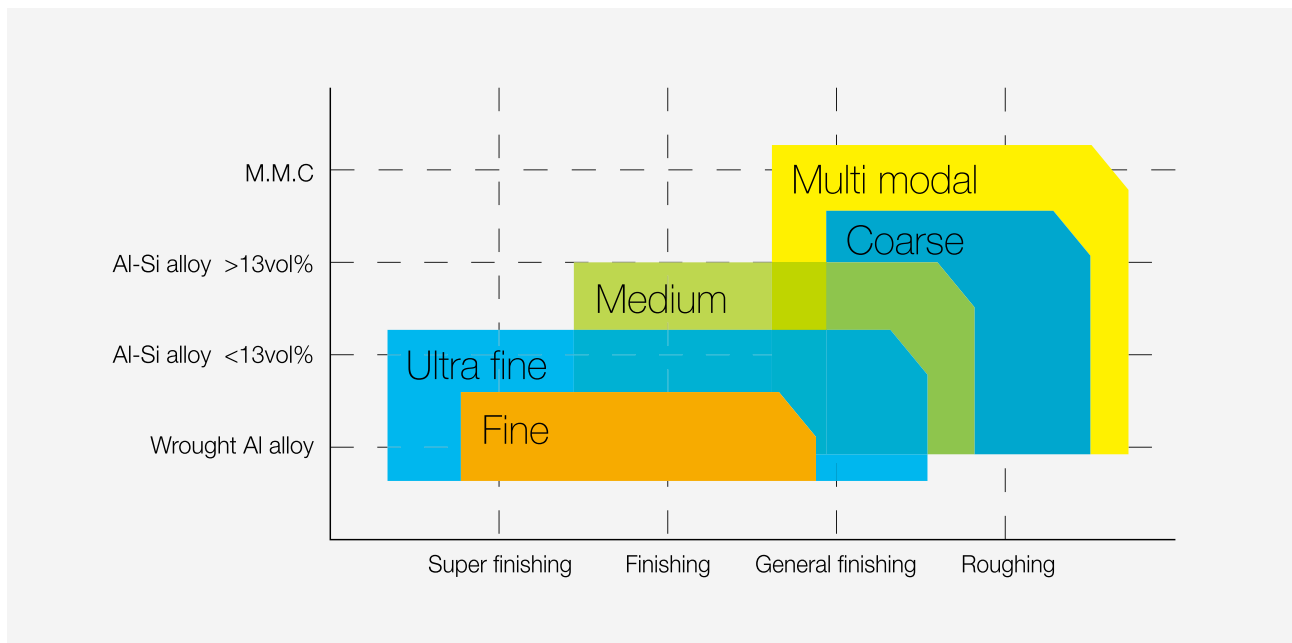 M.M.C
Multi modal
Coarse
Al-Si alloy  >13vol%
Medium
Al-Si alloy  <13vol%
Ultra fine
Fine
Wrought Al alloy
Super finishing
Finishing
General finishing
Roughing